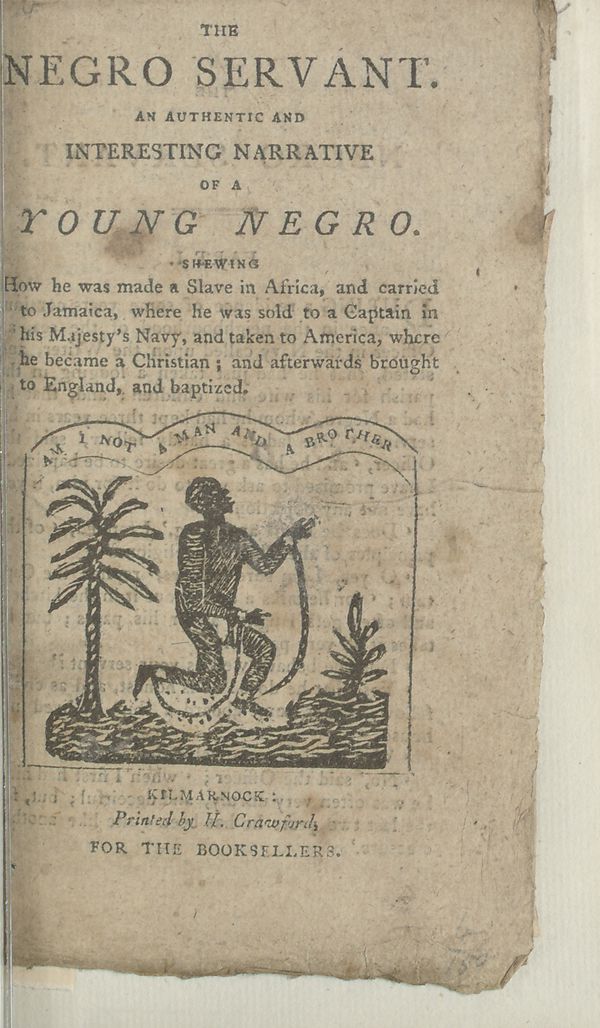 THE
NEGRO SERVANT.
AN AUTHENTIC AND
INTERESTING NARRATIVE
OF A
YOUNG NEGRO.
SHEWING
How he was made a Slave in Africa, and carried
to Jamaica, where he was sold to a Captain in
his Majesty's Navy, and taken to America, where
he became a Christian; and afterwards brought
to England, and baptized.
AM I NOT A MAN AND A BROTHER
KILMARNOCK:
Printed by H. Crawford,
FOR THE BOOKSELLERS.